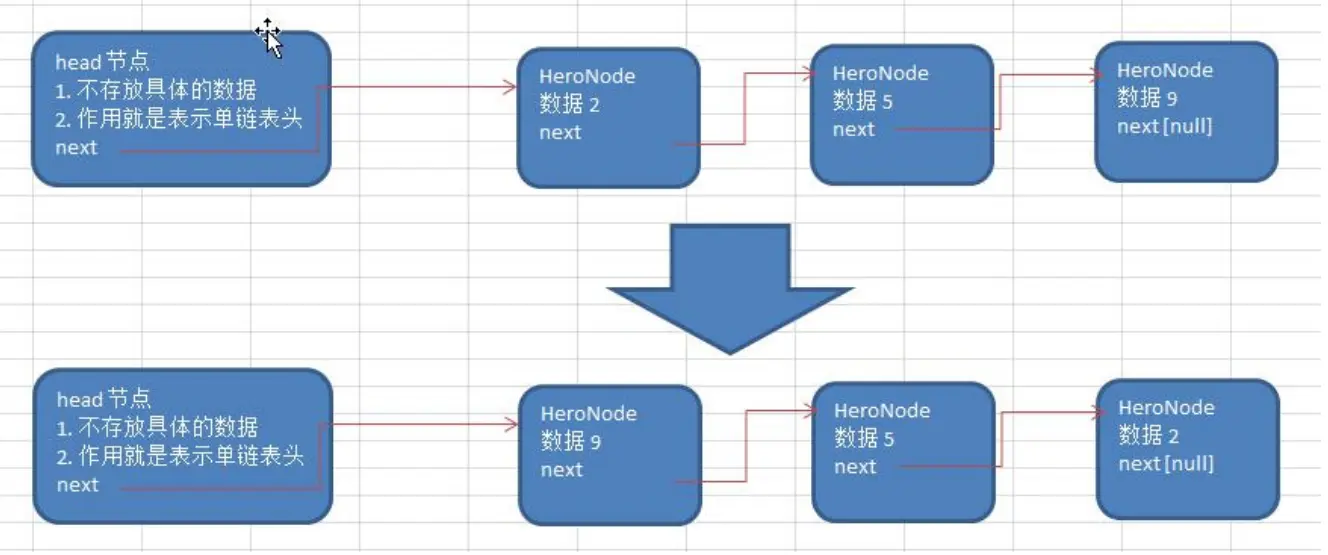 head 节点
1. 不存放具体的数据
2. 作用就是表示单链表头
next
HeroNode
数据 2
next
HeroNode
数据 5
next
HeroNode
数据 9
next [null]
head 节点
1. 不存放具体的数据
2. 作用就是表示单链表头
next
HeroNode
数据 9
next
HeroNode
数据 5
next
HeroNode
数据 2
next [null]